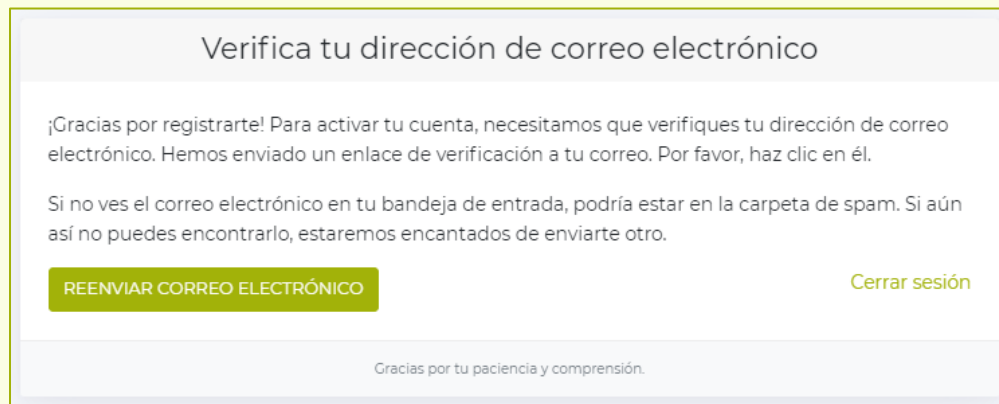 Verifica tu dirección de correo electrónico
¡Gracias por registrarte! Para activar tu cuenta, necesitamos que verifiques tu dirección de correo
electrónico. Hemos enviado un enlace de verificación a tu correo. Por favor, haz clic en él.
Si no ves el correo electrónico en tu bandeja de entrada, podría estar en la carpeta de spam. Si aún
así no puedes encontrarlo, estaremos encantados de enviarte otro.
REENVIAR CORREO ELECTRÓNICO
Cerrar sesión
Gracias por tu paciencia y comprensión.